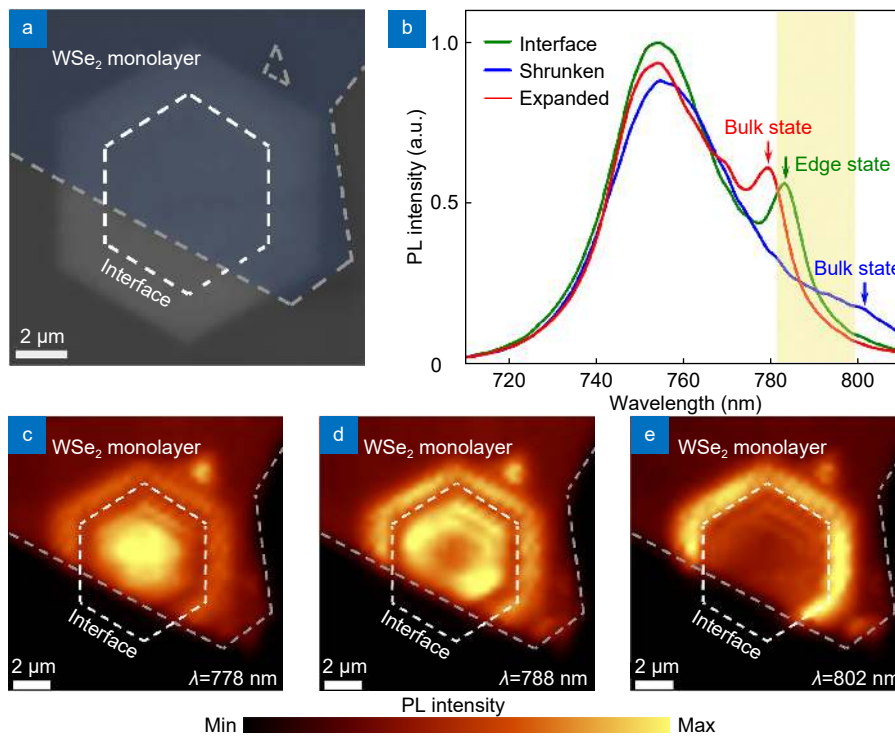 a
WSe₂ monolayer
Interface
2 μm
b
1.0
0.5
0
PL intensity (a.u.)
Interface
Shrunken
Expanded
Bulk state
Edge state
Bulk state
720 740 760 780 800
Wavelength (nm)
c
WSe₂ monolayer
Interface
2 μm
λ=778 nm
d
WSe₂ monolayer
Interface
2 μm
λ=788 nm
e
WSe₂ monolayer
Interface
2 μm
λ=802 nm
PL intensity
Min Max